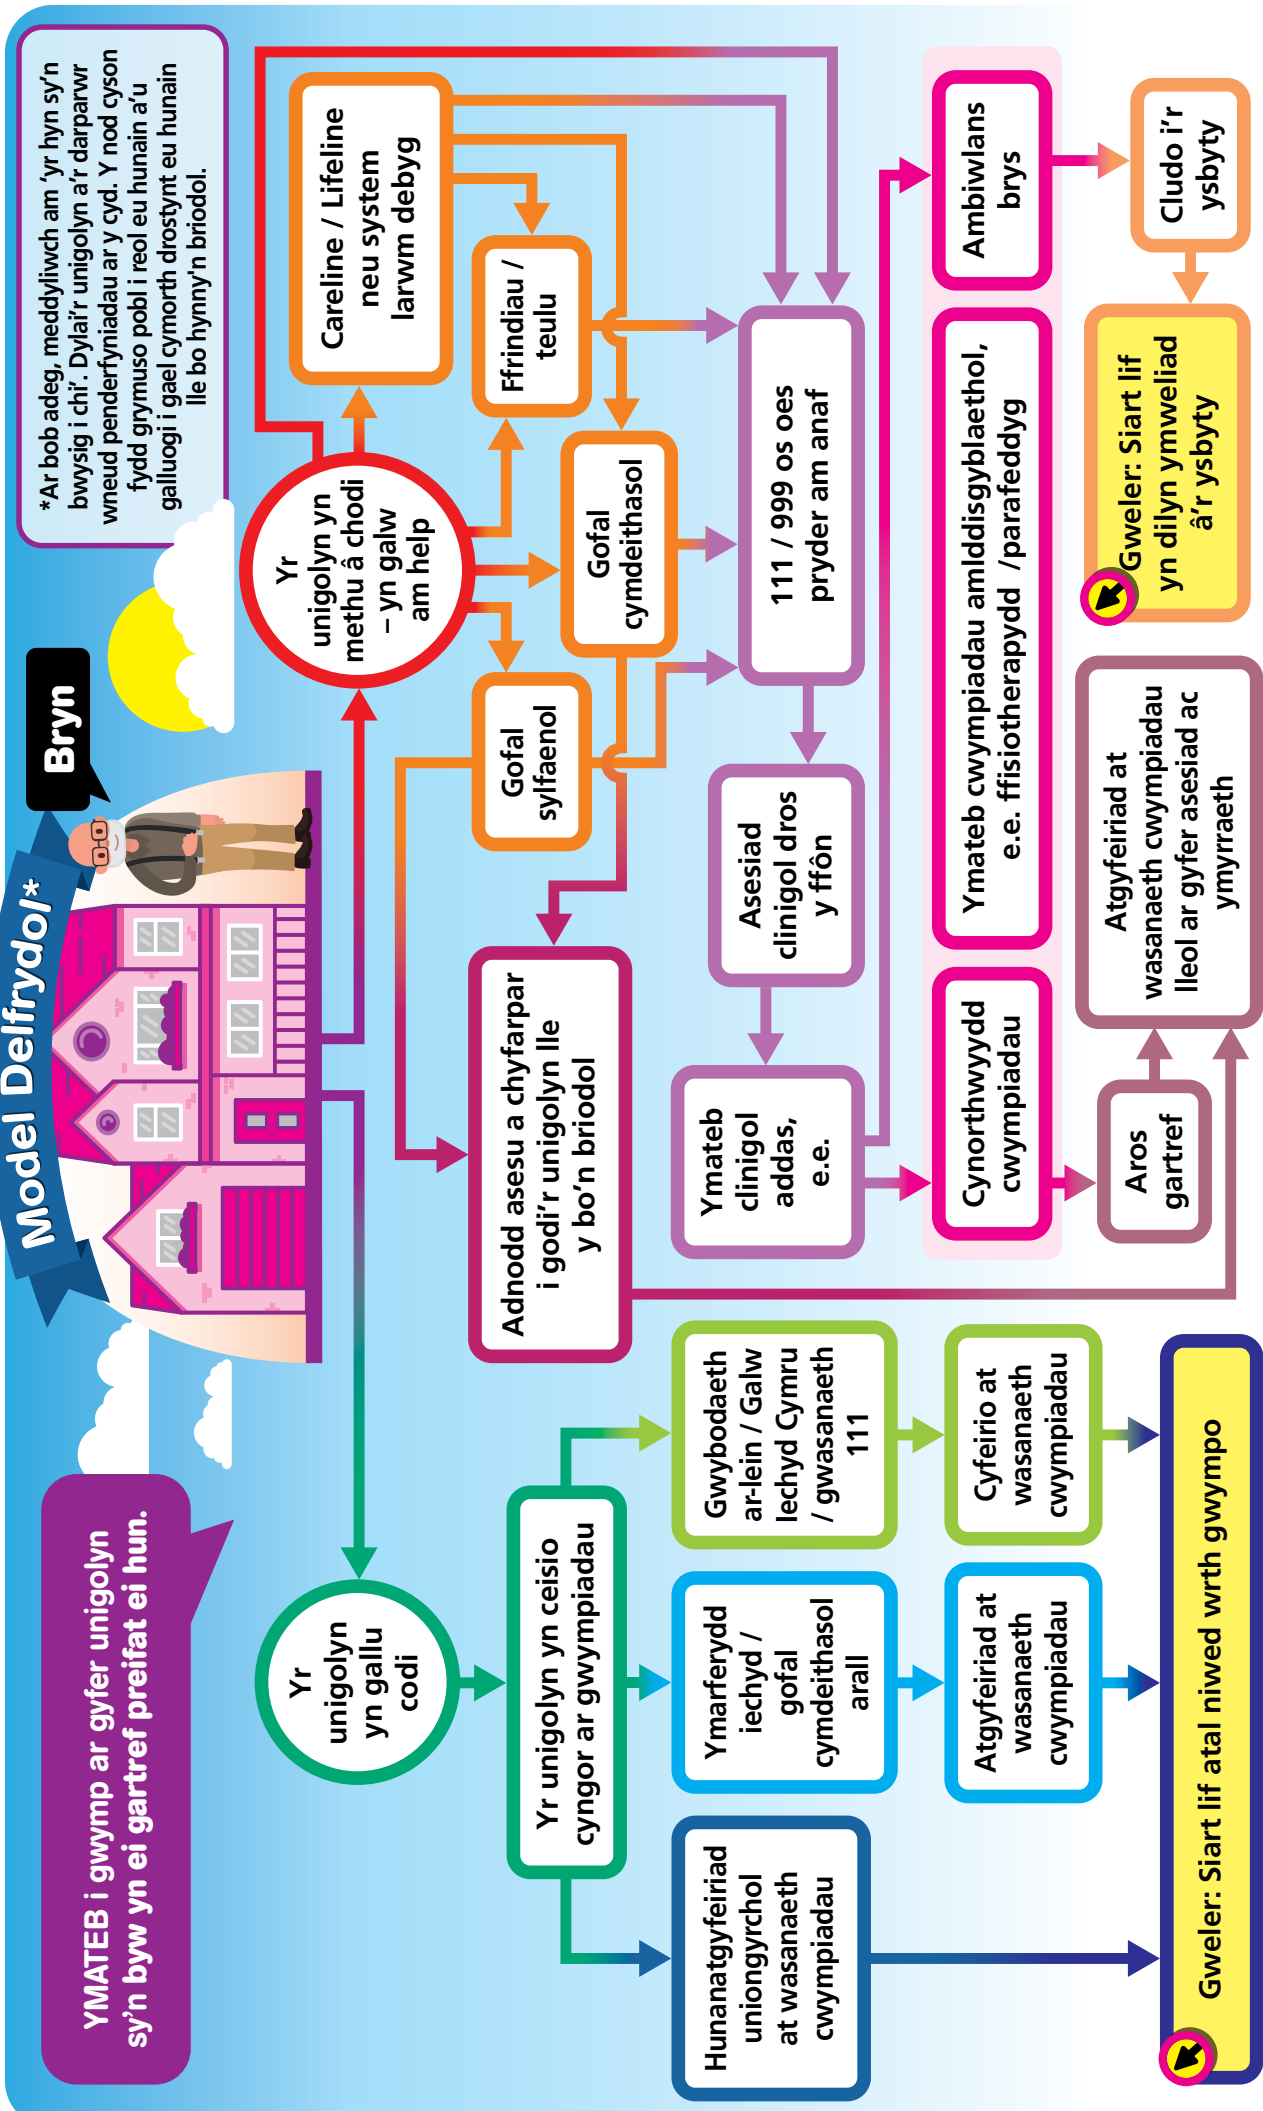 YMATEB i gwymp ar gyfer unigolyn
sy’n byw yn ei gartref preifat ei hun.
Model Delfrydol*
Bryn
*Ar bob adeg, meddyliwch am ‘yr hyn sy’n
bwysig i chi’. Dylai’r unigolyn a’r darparwr
wneud penderfyniadau ar y cyd. Y nod cyson
fydd grymuso pobl i reol eu hunain a’u
galluogi i gael cymorth drostynt eu hunain
lle bo hynny'n briodol.
Yr
unigolyn
yn gallu
codi
Yr unigolyn yn ceisio
cyngor ar gwympiadau
Hunanatgyfeiriad
uniongyrchol
at wasanaeth
cwympiadau
Ymarferydd
iechyd /
gofal
cymdeithasol
arall
Gwybodaeth
ar-lein / Galw
Iechyd Cymru
/ gwasanaeth
111
Atgyfeiriad at
wasanaeth
cwympiadau
Cyfeirio at
wasanaeth
cwympiadau
Gweler: Siart lif atal niwed wrth gwympo
Yr
unigolyn yn
methu â chodi
– yn galw
am help
Careline / Lifeline
neu system
larwm debyg
Gofal
sylfaenol
Ffrindiau /
teulu
Gofal
cymdeithasol
Adnodd asesu a chyfarpar
i godi’r unigolyn lle
y bo’n briodol
111 / 999 os oes
pryder am anaf
Asesiad
clinigol dros
y ffôn
Ymateb
clinigol
addas,
e.e.
Cynorthwyydd
cwympiadau
Ymateb cwympiadau amlddisgyblaethol,
e.e. ffisiotherapydd /parafeddyg
Ambiwlans
brys
Aros
gartref
Atgyfeiriad at
wasanaeth cwympiadau
lleol ar gyfer asesiad ac
ymyrraeth
Gweler: Siart lif
yn dilyn ymweliad
â’r ysbyty
Cludo i’r
ysbyty